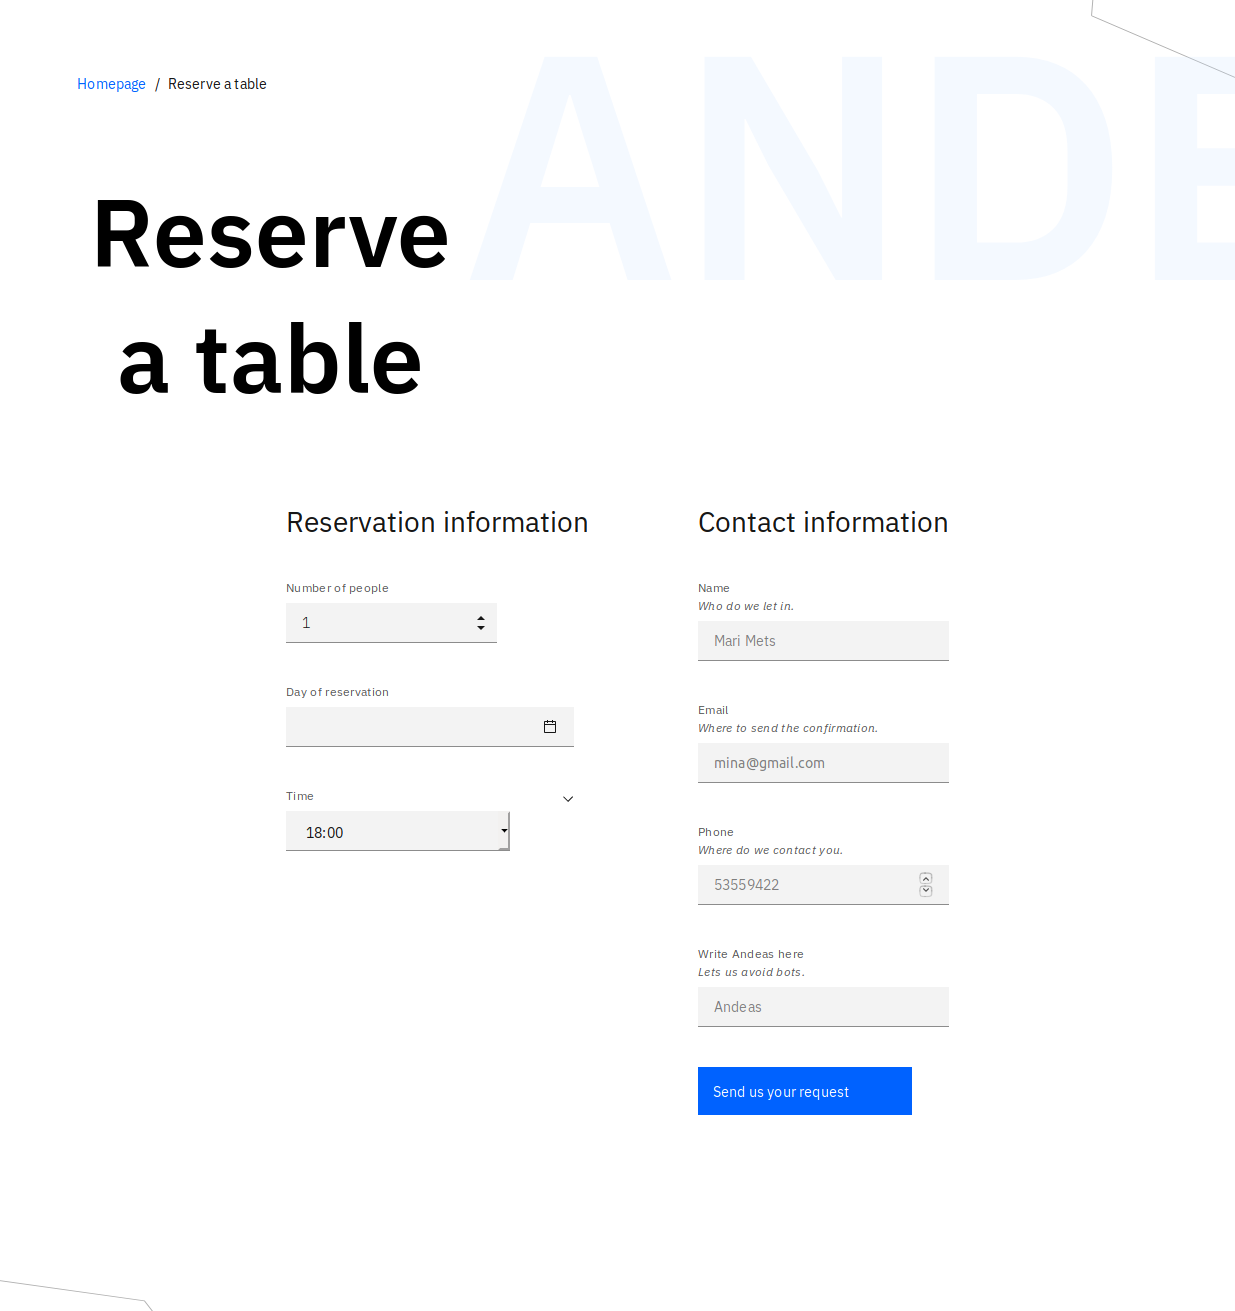 ANDE
Homepage / Reserve a table
Reserve
a table
Reservation information
Number of people
1
Day of reservation
Time
18:00
Contact information
Name
Who do we let in.
Mari Mets
Email
Where to send the confirmation.
mina@gmail.com
Phone
Where do we contact you.
53559422
Write Andeas here
Lets us avoid bots.
Andeas
Send us your request